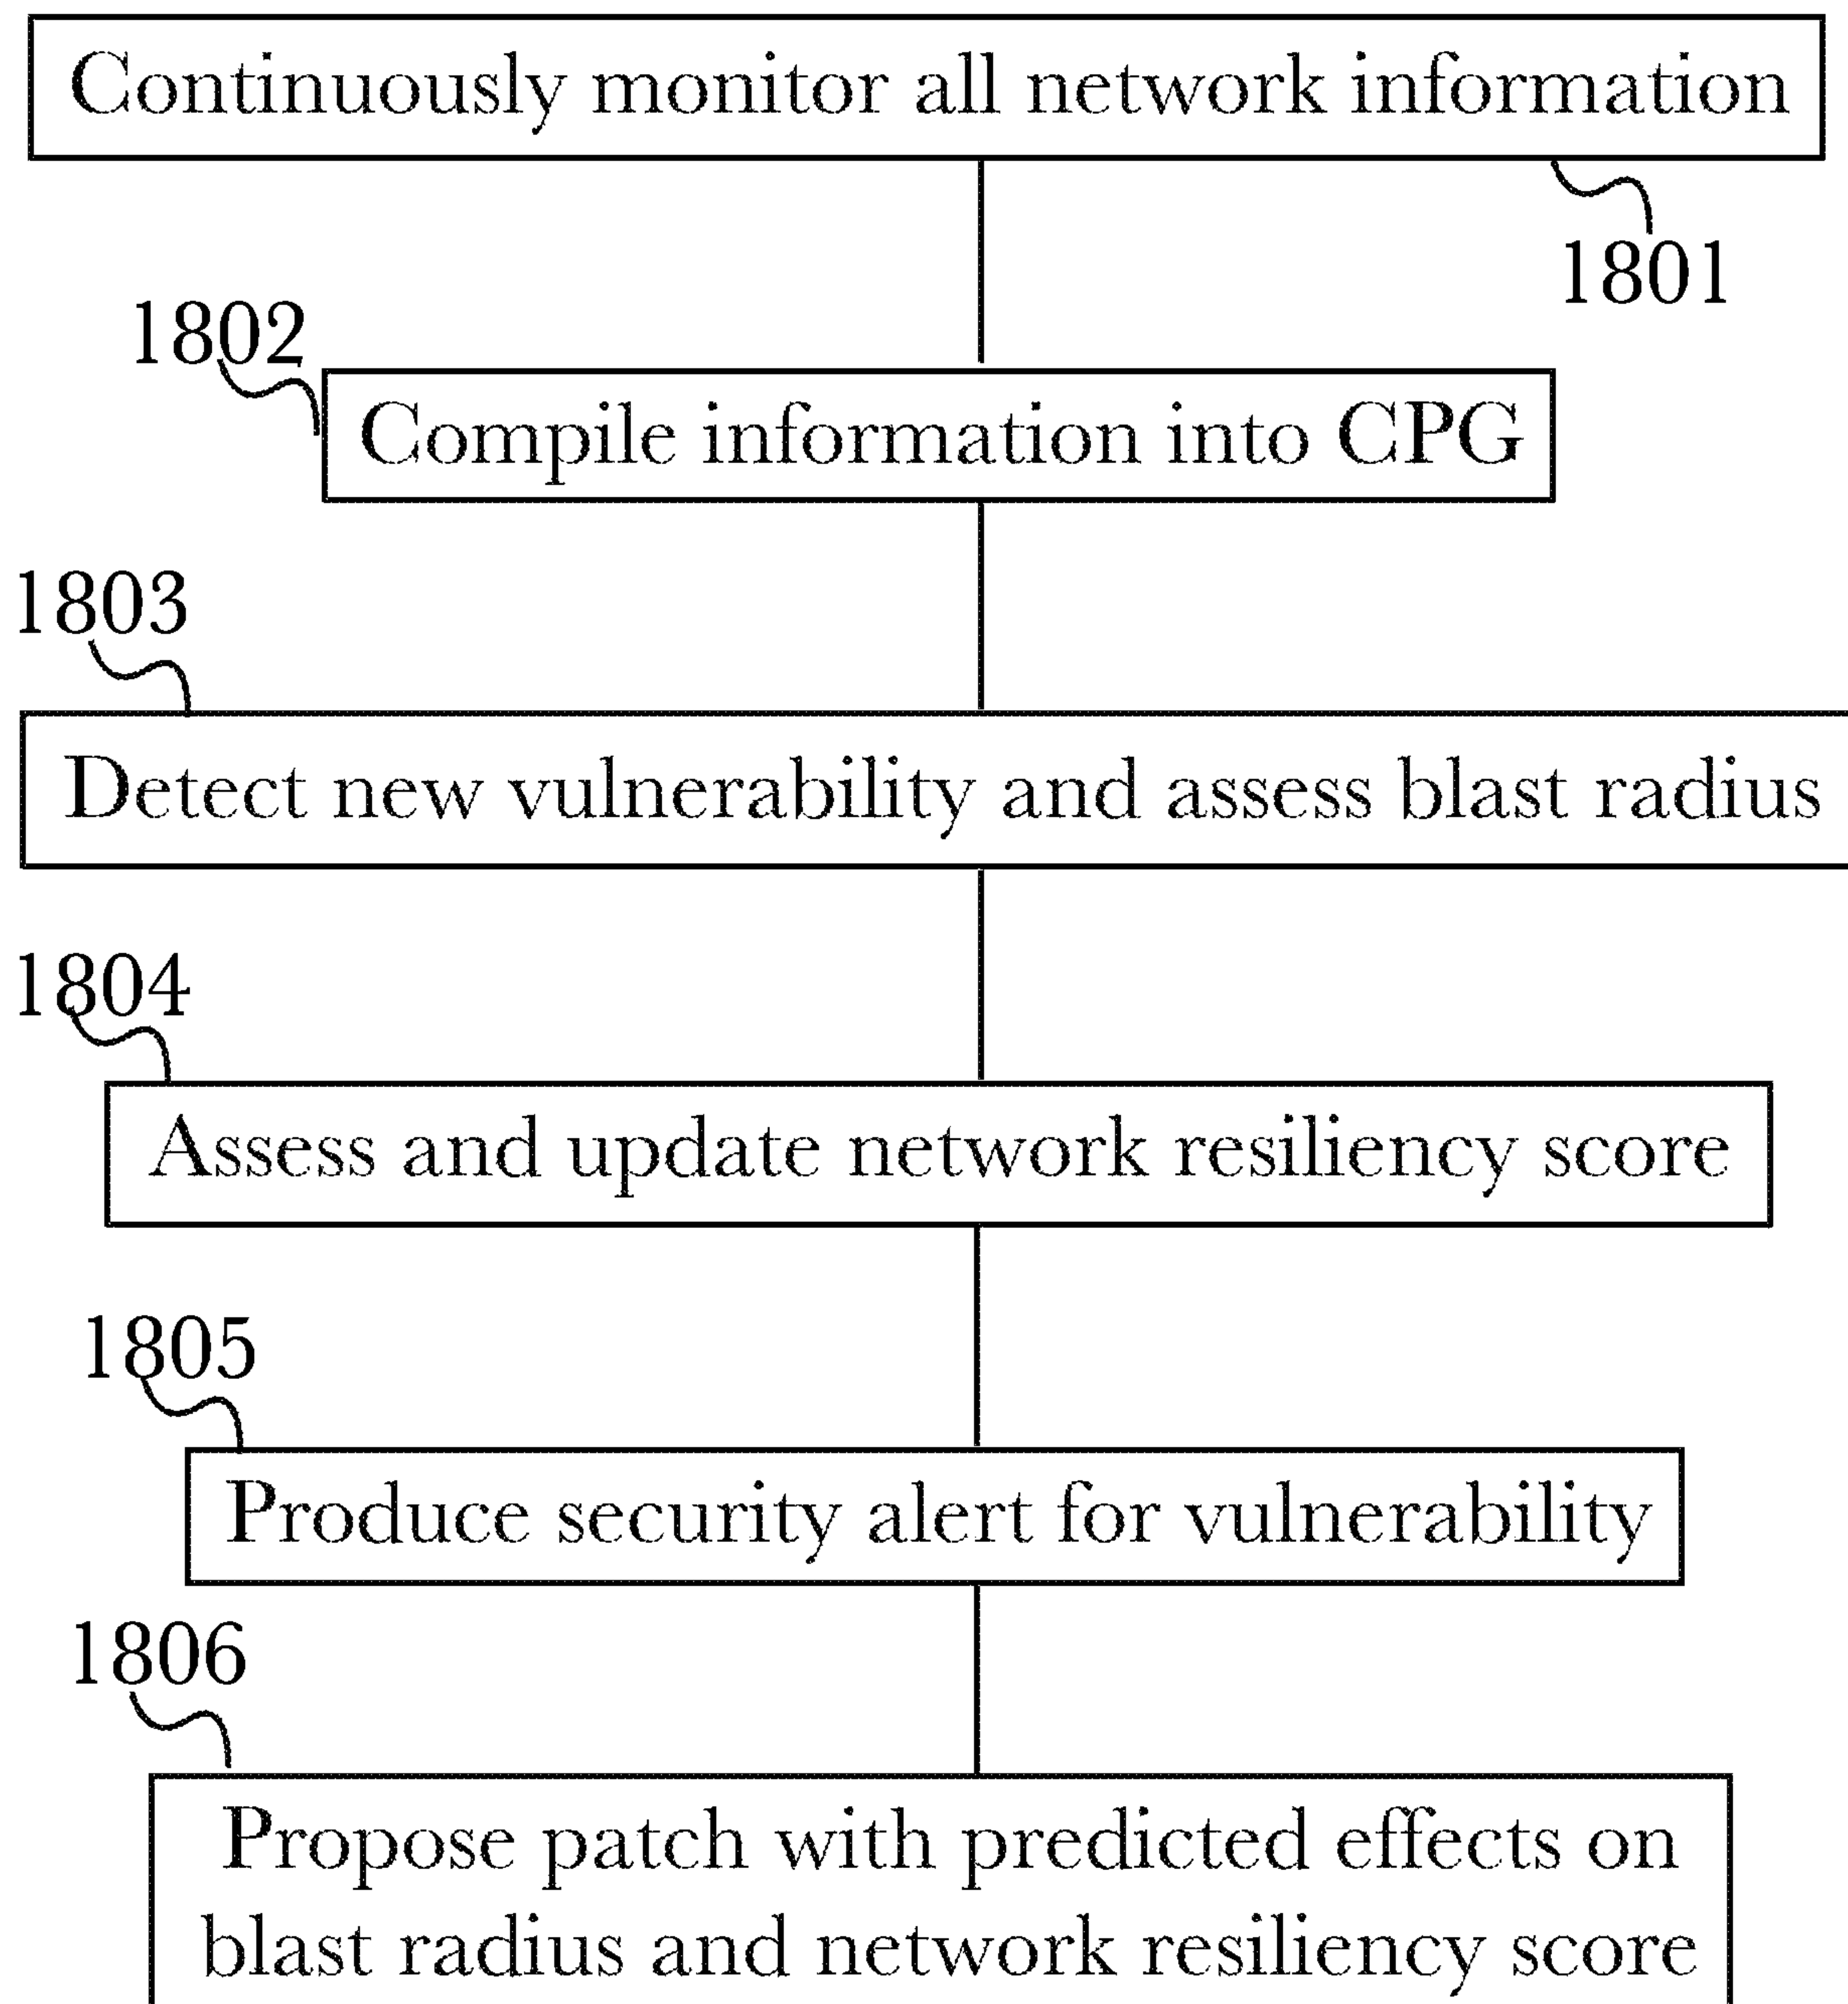 Continuously monitor all network information
1801
1802
Compile information into CPG
1803
Detect new vulnerability and assess blast radius
1804
Assess and update network resiliency score
1805
Produce security alert for vulnerability
1806
Propose patch with predicted effects on
blast radius and network resiliency score